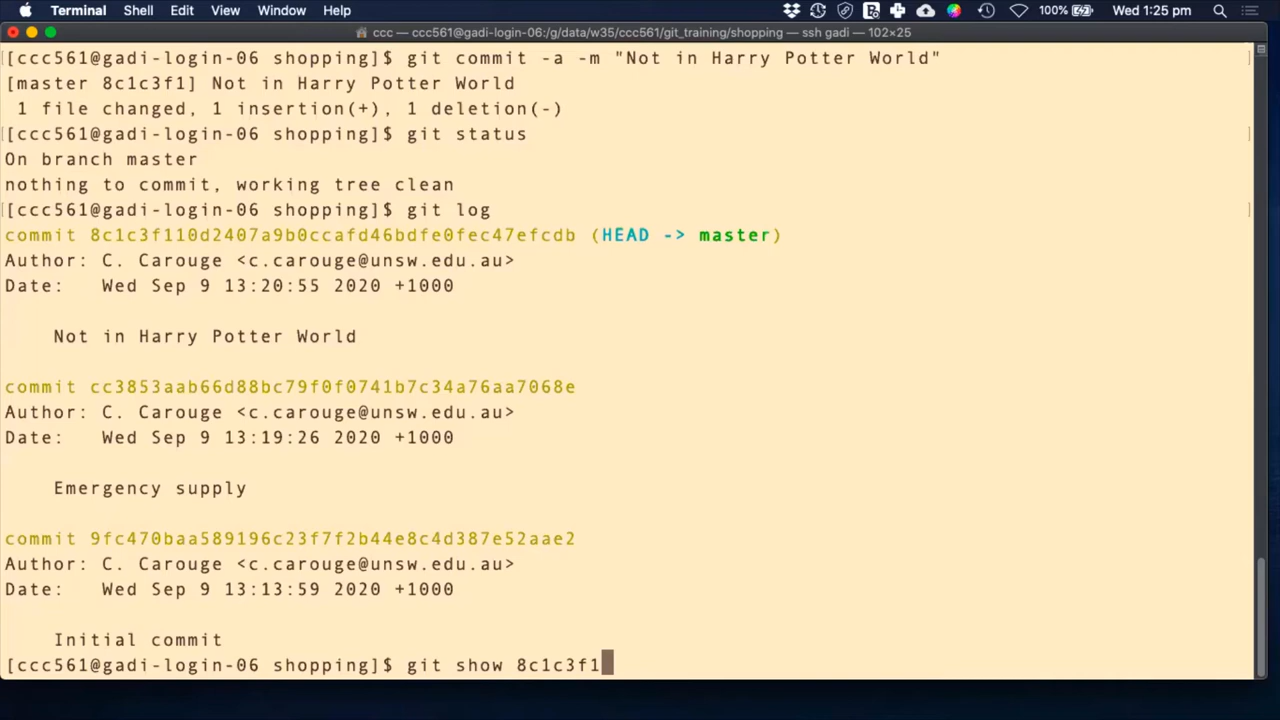 Terminal Shell Edit View Window Help 100% Wed 1:25 pm
ccc — ccc561@gadi-login-06:/g/data/w35/ccc561/git_training/shopping — ssh gadi — 102×25
[ccc561@gadi-login-06 shopping]$ git commit -a -m "Not in Harry Potter World"
[master 8c1c3f1] Not in Harry Potter World
1 file changed, 1 insertion(+), 1 deletion(-)
[ccc561@gadi-login-06 shopping]$ git status
On branch master
nothing to commit, working tree clean
[ccc561@gadi-login-06 shopping]$ git log
commit 8c1c3f110d2407a9b0ccafd46bdfe0fec47efcdb (HEAD -> master)
Author: C. Carouge <c.carouge@unsw.edu.au>
Date:   Wed Sep 9 13:20:55 2020 +1000
Not in Harry Potter World
commit cc3853aab66d88bc79f0f0741b7c34a76aa7068e
Author: C. Carouge <c.carouge@unsw.edu.au>
Date:   Wed Sep 9 13:19:26 2020 +1000
Emergency supply
commit 9fc470baa589196c23f7f2b44e8c4d387e52aae2
Author: C. Carouge <c.carouge@unsw.edu.au>
Date:   Wed Sep 9 13:13:59 2020 +1000
Initial commit
[ccc561@gadi-login-06 shopping]$ git show 8c1c3f1